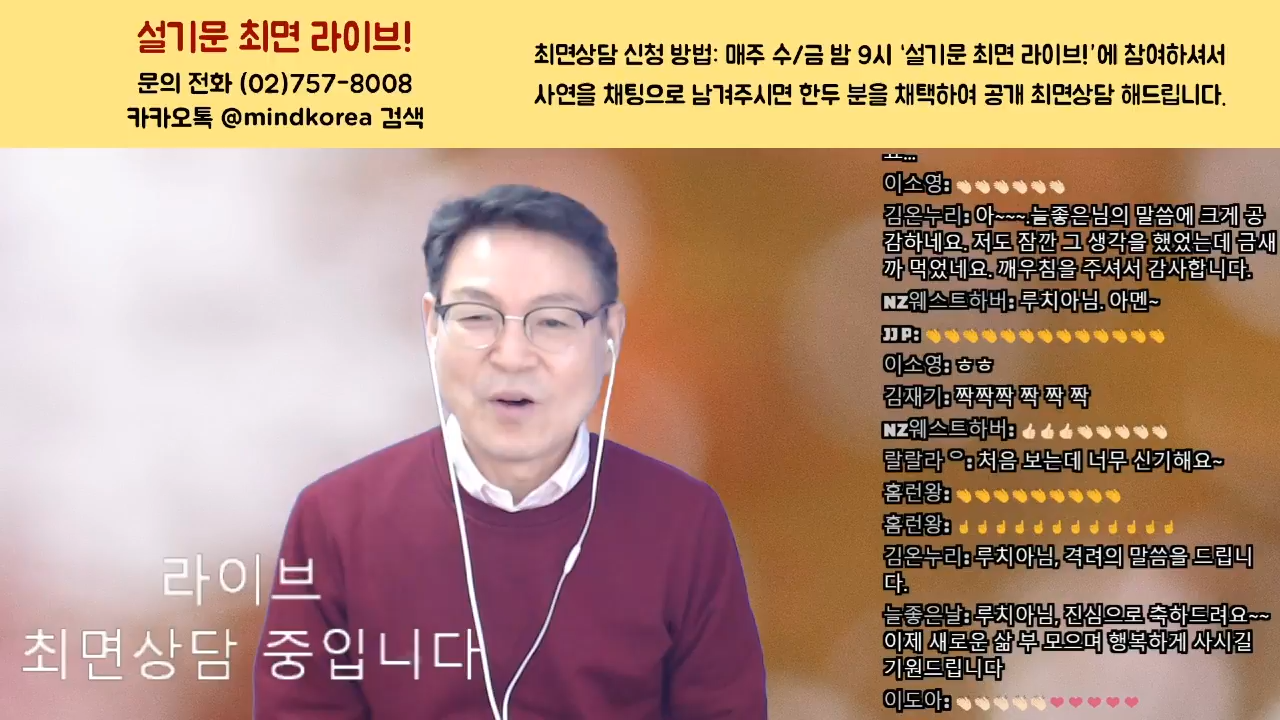 설기문 최면 라이브!
문의 전화 (02)757-8008
카카오톡 @mindkorea 검색
최면상담 신청 방법: 매주 수/금 밤 9시 '설기문 최면 라이브!'에 참여하셔서
사연을 채팅으로 남겨주시면 한두 분을 채택하여 공개 최면상담 해드립니다.
이소영: 👏🏻👏🏻👏🏻👏🏻👏🏻👏🏻
김온누리: 아~~~.늘좋은님의 말씀에 크게 공
감하네요. 저도 잠깐 그 생각을 했었는데 금새
까 먹었네요. 깨우침을 주셔서 감사합니다.
NZ웨스트하버: 루치아님. 아멘~
JJ P: 👏👏👏👏👏👏👏👏👏👏👏👏👏
이소영: ㅎㅎ
김재기: 짝짝짝 짝 짝 짝
NZ웨스트하버: 👍🏻👍🏻👍🏻👏🏻👏🏻👏🏻👏🏻👏🏻
랄랄라ᄋ: 처음 보는데 너무 신기해요~
홈런왕: 👏👏👏👏👏👏👏👏👏
홈런왕: ☝☝☝☝☝☝☝☝☝☝☝☝
김온누리: 루치아님, 격려의 말씀을 드립니
다.
늘좋은날: 루치아님, 진심으로 축하드려요~~
이제 새로운 삶 부 모으며 행복하게 사시길
기원드립니다
이도아: 👏🏻👏🏻👏🏻👏🏻👏🏻❤❤❤❤❤
라이브
최면상담 중입니다